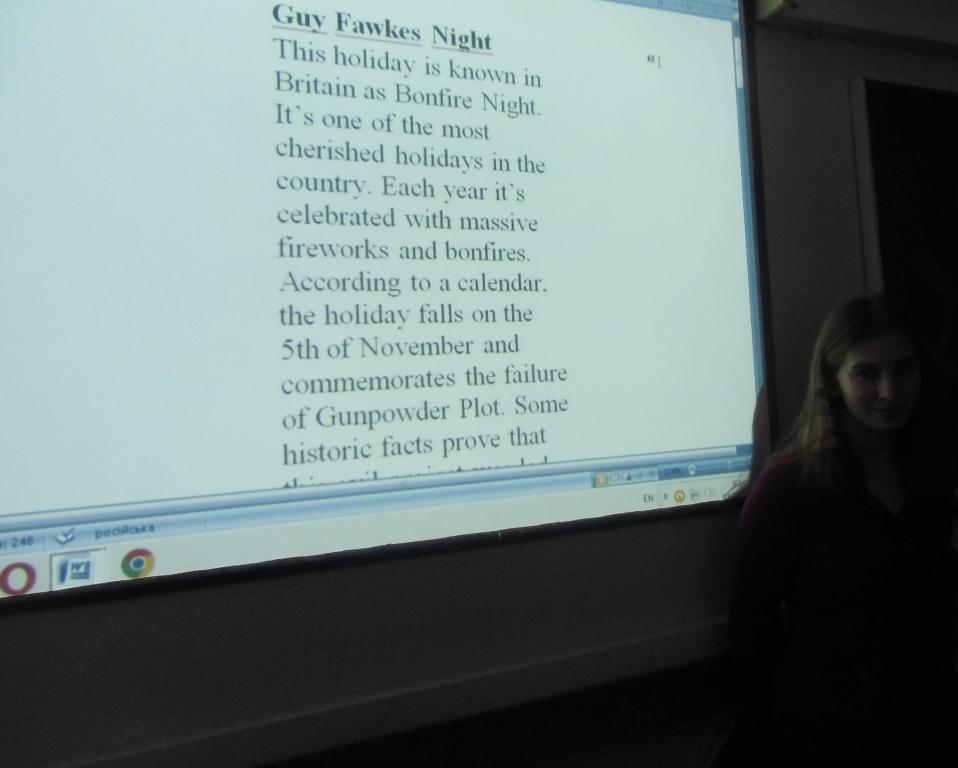 Guy Fawkes Night
This holiday is known in
Britain as Bonfire Night.
It`s one of the most
cherished holidays in the
country. Each year it`s
celebrated with massive
fireworks and bonfires.
According to a calendar,
the holiday falls on the
5th of November and
commemorates the failure
of Gunpowder Plot. Some
historic facts prove that
: 248 російська
EN
W